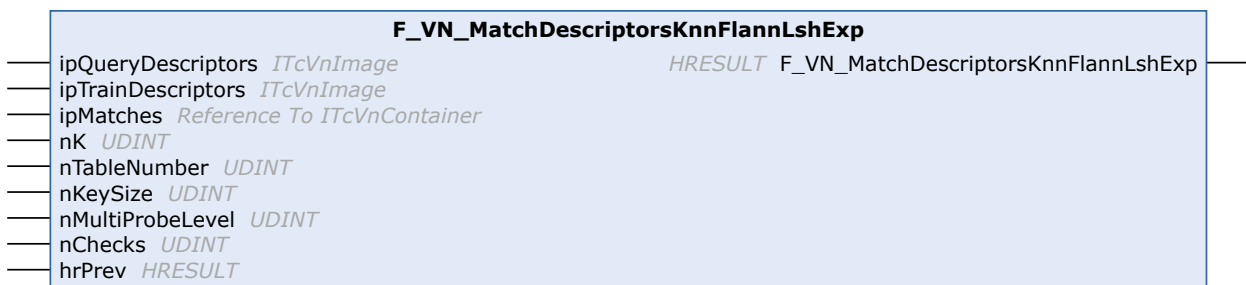 F_VN_MatchDescriptorsKnnFlannLshExp
ipQueryDescriptors ITcVnImage HRESULT F_VN_MatchDescriptorsKnnFlannLshExp
ipTrainDescriptors ITcVnImage
ipMatches Reference To ITcVnContainer
nK UDINT
nTableNumber UDINT
nKeySize UDINT
nMultiProbeLevel UDINT
nChecks UDINT
hrPrev HRESULT